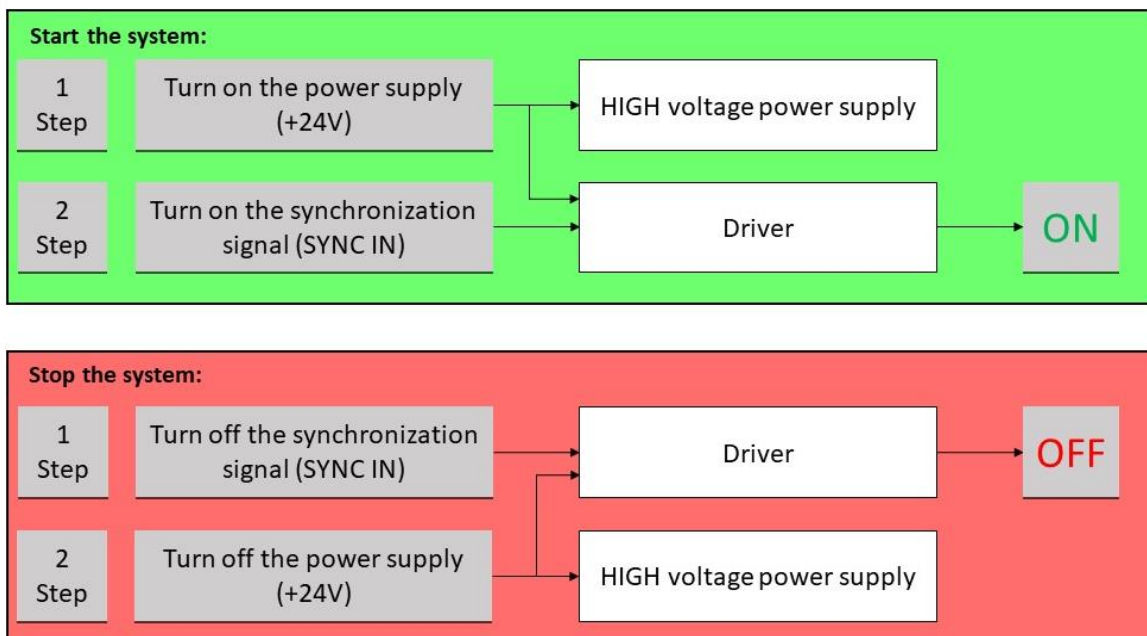 Start the system:
1
Step
Turn on the power supply
(+24V)
HIGH voltage power supply
2
Step
Turn on the synchronization
signal (SYNC IN)
Driver
ON
Stop the system:
1
Step
Turn off the synchronization
signal (SYNC IN)
Driver
OFF
2
Step
Turn off the power supply
(+24V)
HIGH voltage power supply